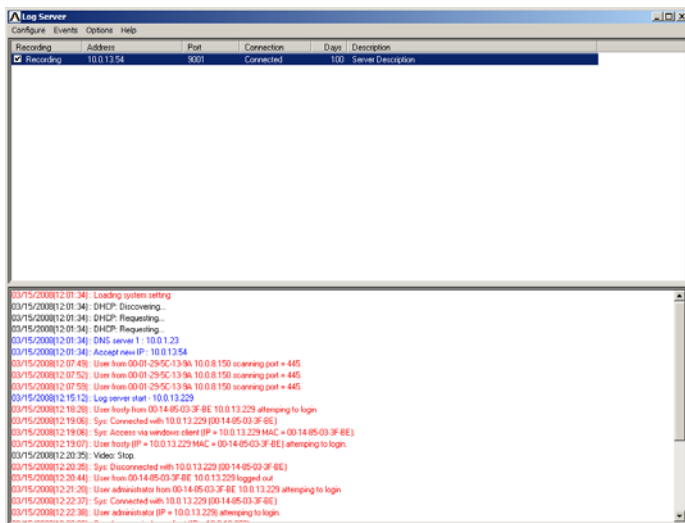 Log Server
Configure Events Options Help
Recording Address Port Connection Days Description
Recording 10.0.13.54 9001 Connected 100 Server Description
03/15/2008(12:01:34) : Loading system setting
03/15/2008(12:01:34) : DHCP: Discovering...
03/15/2008(12:01:34) : DHCP: Requesting...
03/15/2008(12:01:34) : DHCP: Requesting...
03/15/2008(12:01:34) : DNS server 1 : 10.0.1.23
03/15/2008(12:01:34) : Accept new IP : 10.0.13.54
03/15/2008(12:07:49) : User from 00-01-29-5C-13-9A 10.0.8.150 scanning port = 445.
03/15/2008(12:07:52) : User from 00-01-29-5C-13-9A 10.0.8.150 scanning port = 445.
03/15/2008(12:07:59) : User from 00-01-29-5C-13-9A 10.0.8.150 scanning port = 445.
03/15/2008(12:15:12) : Log server start - 10.0.13.229
03/15/2008(12:18:28) : User frosty from 00-14-85-03-3F-BE 10.0.13.229 attemping to login
03/15/2008(12:19:06) : Sys: Connected with 10.0.13.229 (00-14-85-03-3F-BE)
03/15/2008(12:19:06) : Sys: Access via windows client (IP = 10.0.13.229 MAC = 00-14-85-03-3F-BE).
03/15/2008(12:19:07) : User frosty (IP = 10.0.13.229 MAC = 00-14-85-03-3F-BE) attemping to login.
03/15/2008(12:20:35) : Video: Stop.
03/15/2008(12:20:35) : Sys: Disconnected with 10.0.13.229 (00-14-85-03-3F-BE)
03/15/2008(12:20:44) : User from 00-14-85-03-3F-BE 10.0.13.229 logged out
03/15/2008(12:21:20) : User administrator from 00-14-85-03-3F-BE 10.0.13.229 attemping to login
03/15/2008(12:22:37) : Sys: Connected with 10.0.13.229 (00-14-85-03-3F-BE)
03/15/2008(12:22:38) : User administrator (IP = 10.0.13.229) attemping to login.